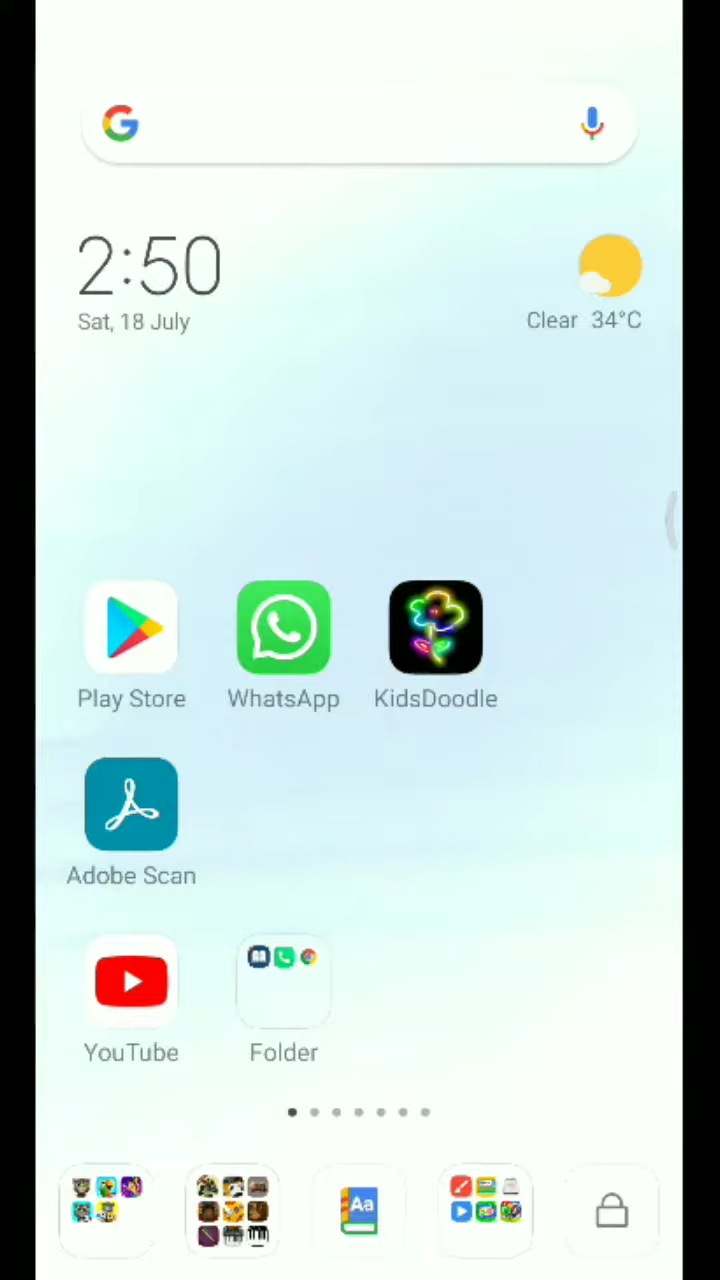 2:50
Sat, 18 July
Clear 34°C
Play Store
WhatsApp
KidsDoodle
Adobe Scan
YouTube
Folder
Aa